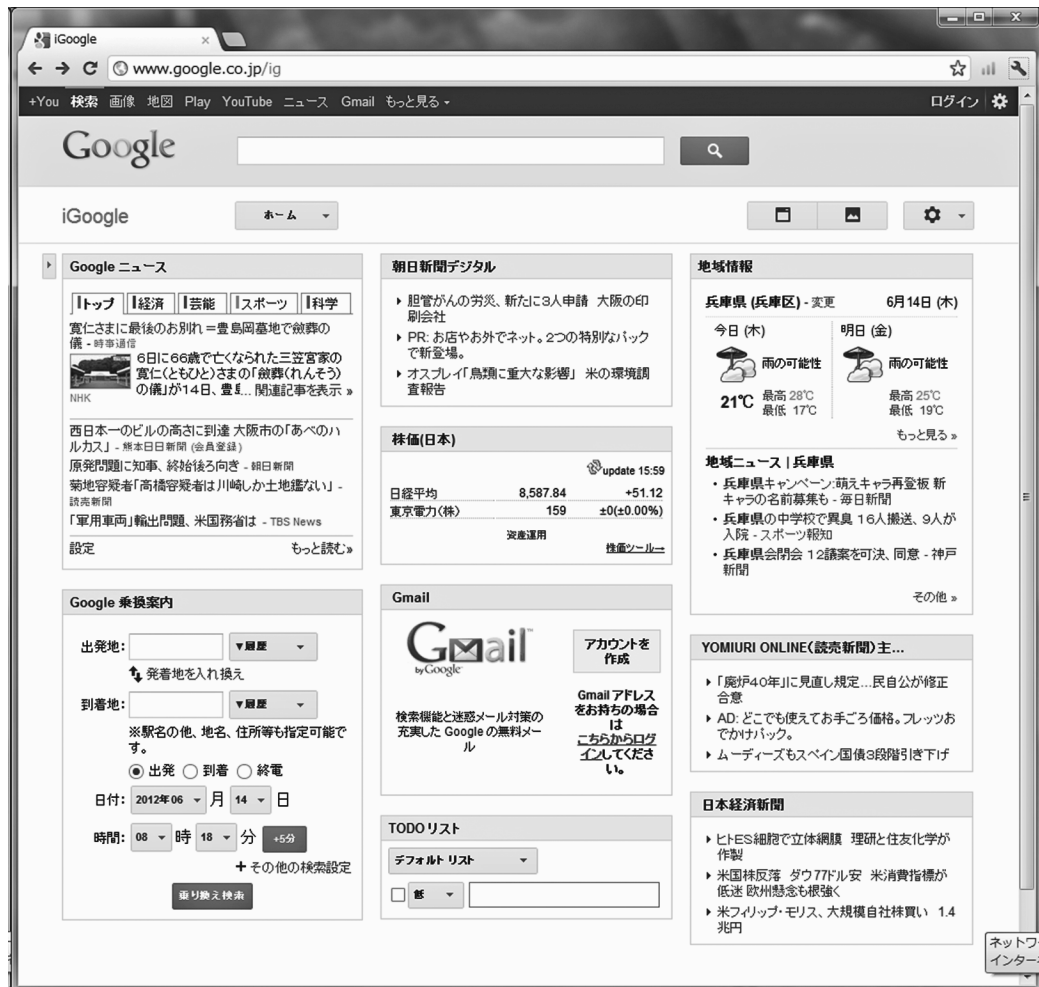 iGoogle
www.google.co.jp/ig
+You 検索 画像 地図 Play YouTube ニュース Gmail もっと見る
ログイン
Google
iGoogle
ホーム
Google ニュース
トップ 経済 芸能 スポーツ 科学
寛仁さまに最後のお別れ＝豊島岡墓地で斂葬の
儀 - 時事通信
6日に66歳で亡くなられた三笠宮家の
寛仁(ともひと)さまの「斂葬(れんそう)
の儀」が14日、豊... 関連記事を表示 »
NHK
西日本一のビルの高さに到達 大阪市の「あべのハ
ルカス」 - 熊本日日新聞 (会員登録)
原発問題に知事、終始後ろ向き - 朝日新聞
菊地容疑者「高橋容疑者は川崎しか土地鑑ない」 -
読売新聞
「軍用車両」輸出問題、米国務省は - TBS News
設定 もっと読む»
Google 乗換案内
出発地: ▼履歴
発着地を入れ換え
到着地: ▼履歴
※駅名の他、地名、住所等も指定可能で
す。
出発 到着 終電
日付: 2012年06 月 14 日
時間: 08 時 18 分 +5分
+ その他の検索設定
乗り換え検索
朝日新聞デジタル
胆管がんの労災、新たに3人申請 大阪の印
刷会社
PR: お店やお外でネット。2つの特別なパック
で新登場。
オスプレイ「鳥類に重大な影響」 米の環境調
査報告
株価(日本)
update 15:59
日経平均 8,587.84 +51.12
東京電力(株) 159 ±0(±0.00%)
資産運用
株価ツール→
Gmail
Gmail™
by Google
アカウントを
作成
検索機能と迷惑メール対策の
充実した Google の無料メー
ル
Gmail アドレス
をお持ちの場合
は
こちらからログ
インしてくださ
い。
TODO リスト
デフォルト リスト
低
地域情報
兵庫県 (兵庫区) - 変更 6月14日 (木)
今日 (木) 明日 (金)
雨の可能性 雨の可能性
21℃ 最高 28℃ 最高 25℃
最低 17℃ 最低 19℃
もっと見る »
地域ニュース | 兵庫県
兵庫県キャンペーン:萌えキャラ再登板 新
キャラの名前募集も - 毎日新聞
兵庫県の中学校で異臭 16人搬送、9人が
入院 - スポーツ報知
兵庫県会閉会 12議案を可決、同意 - 神戸
新聞
その他 »
YOMIURI ONLINE(読売新聞)主...
「廃炉40年」に見直し規定…民自公が修正
合意
AD: どこでも使えてお手ごろ価格。フレッツお
でかけパック。
ムーディーズもスペイン国債3段階引き下げ
日本経済新聞
ヒトES細胞で立体網膜 理研と住友化学が
作製
米国株反落 ダウ77ドル安 米消費指標が
低迷 欧州懸念も根強く
米フィリップ・モリス、大規模自社株買い 1.4
兆円
ネットワ
インター